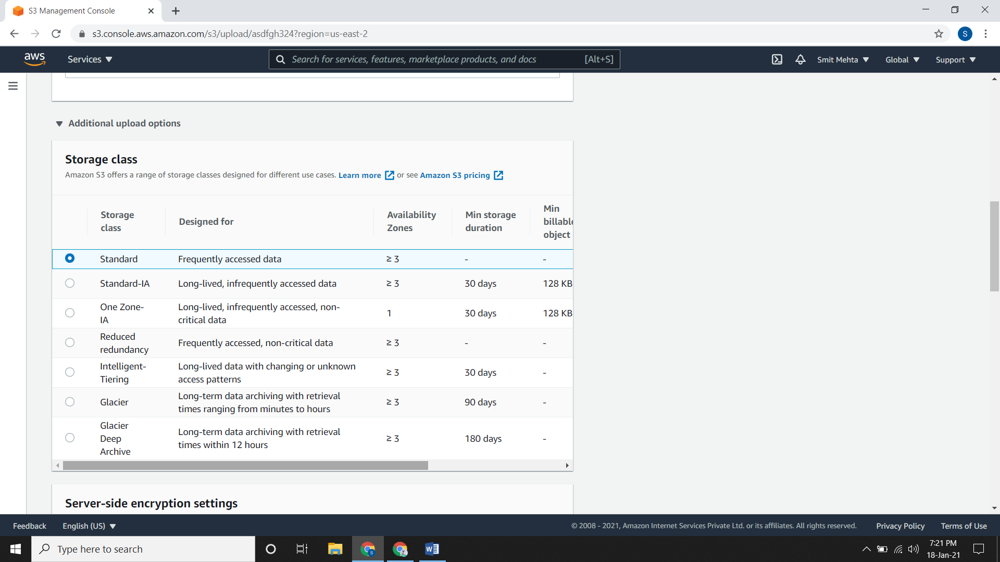 S3 Management Console
s3.console.aws.amazon.com/s3/upload/asdfgh324?region=us-east-2
S
aws
Services
Search for services, features, marketplace products, and docs
[Alt+S]
Smit Mehta
Global
Support
Additional upload options
Storage class
Amazon S3 offers a range of storage classes designed for different use cases. Learn more or see Amazon S3 pricing
Storage class
Designed for
Availability Zones
Min storage duration
Min billable object
Standard
Frequently accessed data
≥ 3
-
-
Standard-IA
Long-lived, infrequently accessed data
≥ 3
30 days
128 KB
One Zone-
IA
Long-lived, infrequently accessed, non-
critical data
1
30 days
128 KB
Reduced
redundancy
Frequently accessed, non-critical data
≥ 3
-
-
Intelligent-
Tiering
Long-lived data with changing or unknown
access patterns
≥ 3
30 days
-
Glacier
Long-term data archiving with retrieval
times ranging from minutes to hours
≥ 3
90 days
-
Glacier
Deep
Archive
Long-term data archiving with retrieval
times within 12 hours
≥ 3
180 days
-
Server-side encryption settings
Feedback
English (US)
© 2008 - 2021, Amazon Internet Services Private Ltd. or its affiliates. All rights reserved.
Privacy Policy
Terms of Use
Type here to search
7:21 PM
18-Jan-21